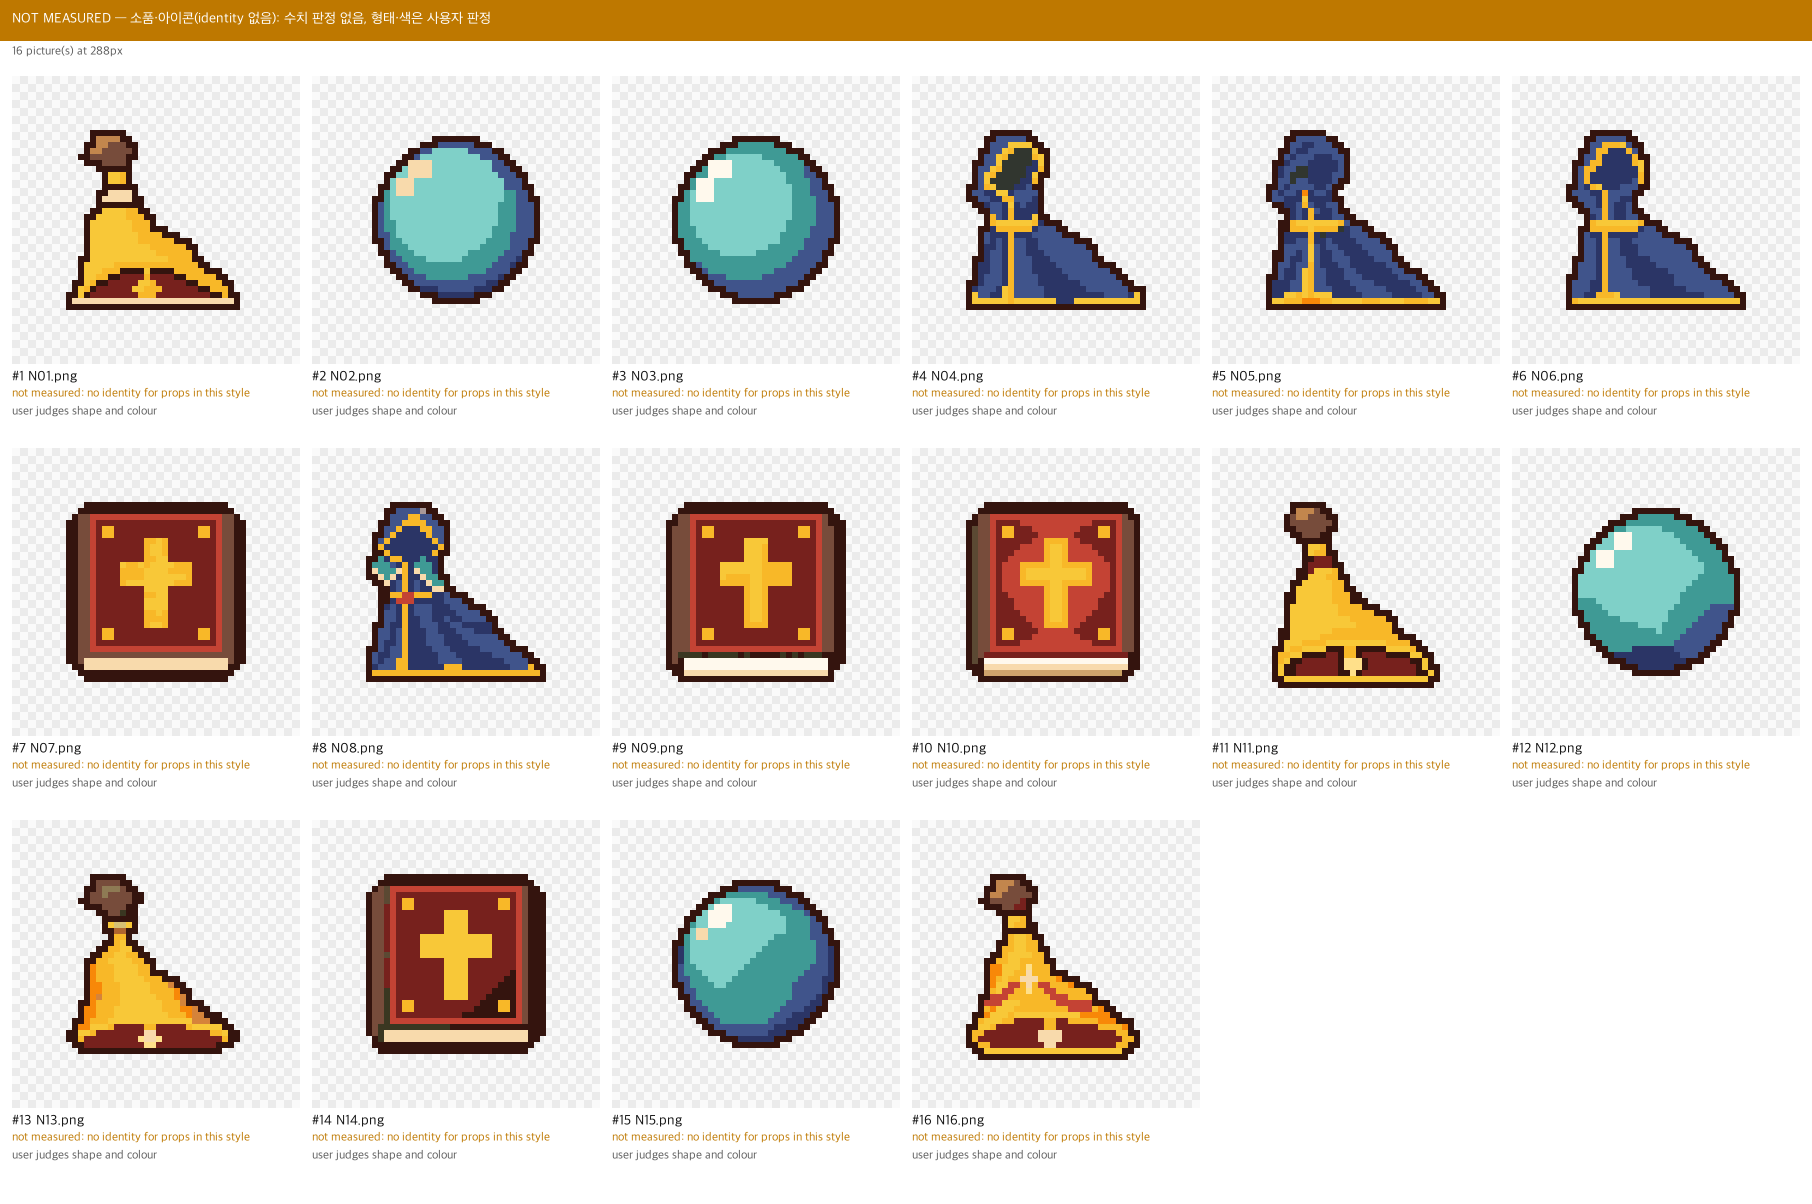 NOT MEASURED — 소품·아이콘(identity 없음): 수치 판정 없음, 형태·색은 사용자 판정
16 picture(s) at 288px
#1 N01.png
not measured: no identity for props in this style
user judges shape and colour
#2 N02.png
not measured: no identity for props in this style
user judges shape and colour
#3 N03.png
not measured: no identity for props in this style
user judges shape and colour
#4 N04.png
not measured: no identity for props in this style
user judges shape and colour
#5 N05.png
not measured: no identity for props in this style
user judges shape and colour
#6 N06.png
not measured: no identity for props in this style
user judges shape and colour
#7 N07.png
not measured: no identity for props in this style
user judges shape and colour
#8 N08.png
not measured: no identity for props in this style
user judges shape and colour
#9 N09.png
not measured: no identity for props in this style
user judges shape and colour
#10 N10.png
not measured: no identity for props in this style
user judges shape and colour
#11 N11.png
not measured: no identity for props in this style
user judges shape and colour
#12 N12.png
not measured: no identity for props in this style
user judges shape and colour
#13 N13.png
not measured: no identity for props in this style
user judges shape and colour
#14 N14.png
not measured: no identity for props in this style
user judges shape and colour
#15 N15.png
not measured: no identity for props in this style
user judges shape and colour
#16 N16.png
not measured: no identity for props in this style
user judges shape and colour